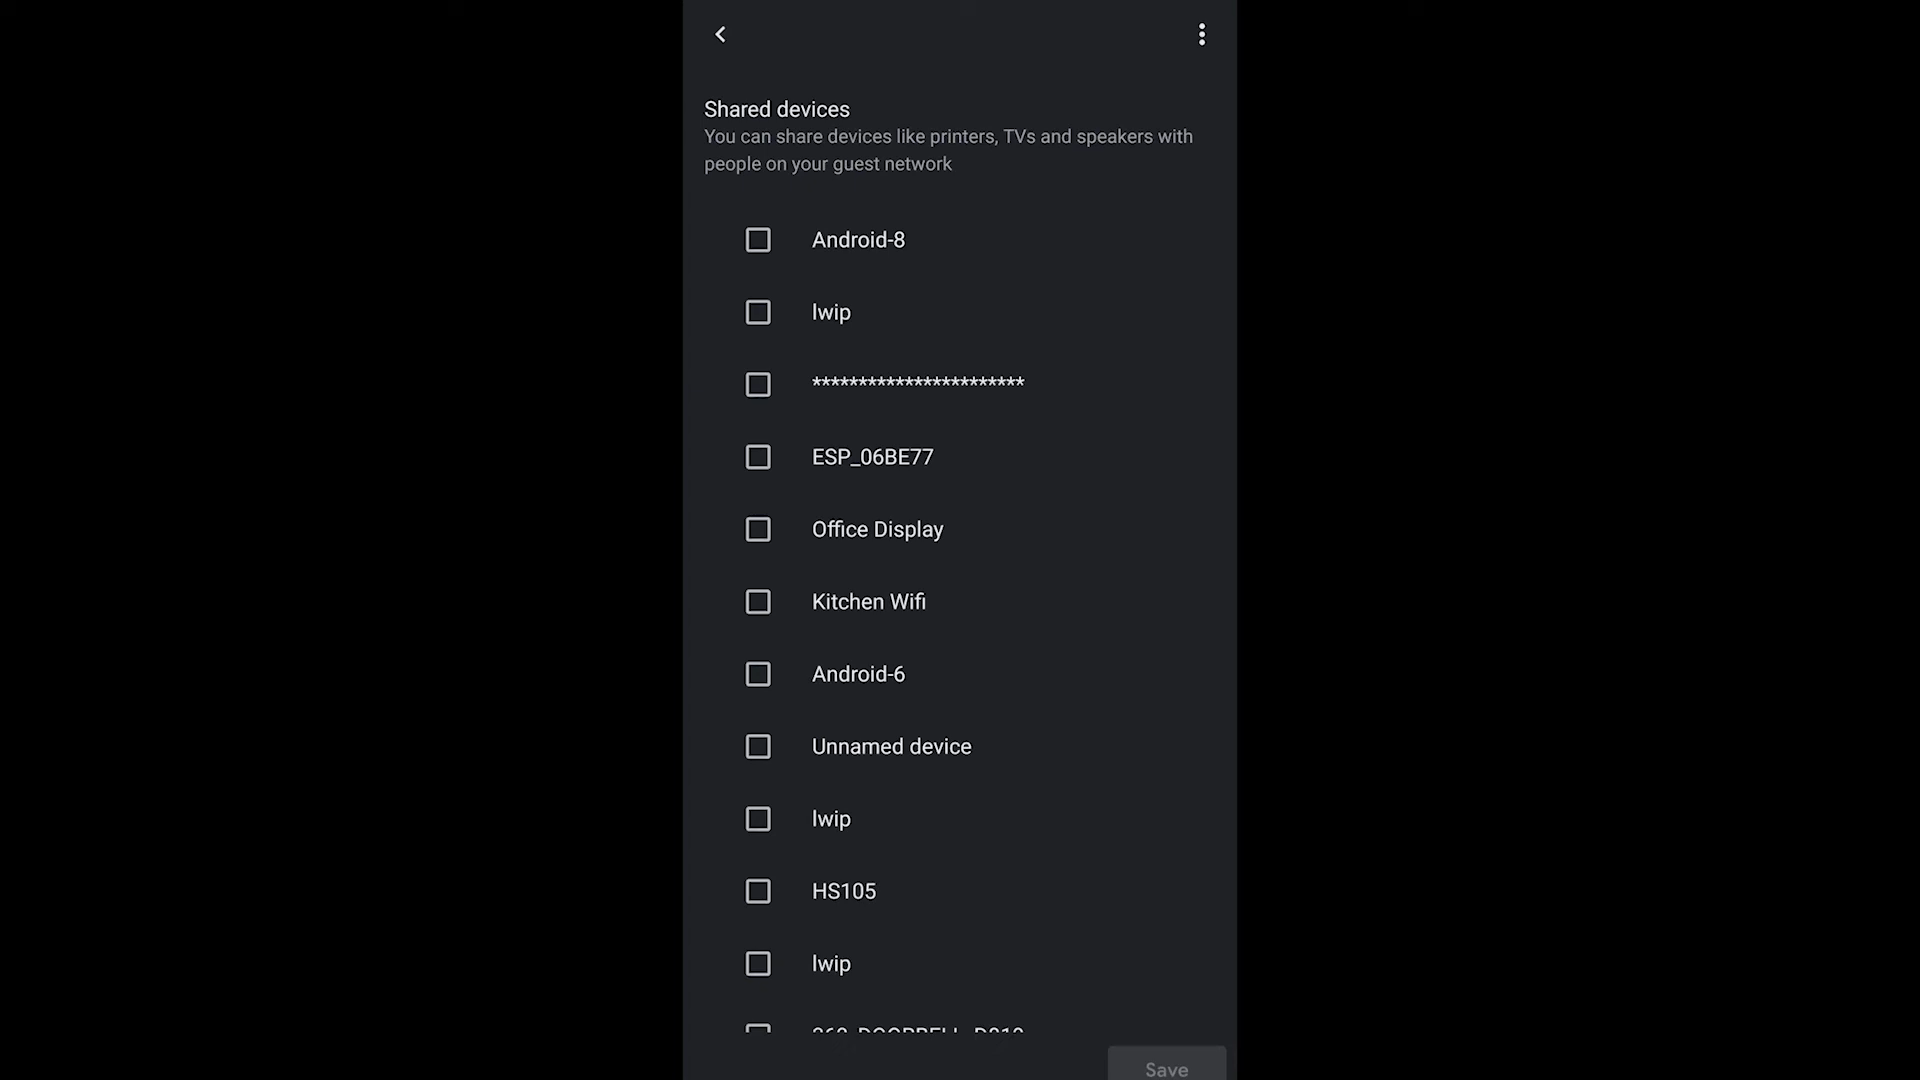 Shared devices
You can share devices like printers, TVs and speakers with
people on your guest network
Android-8
lwip
***********************
ESP_06BE77
Office Display
Kitchen Wifi
Android-6
Unnamed device
lwip
HS105
lwip
Save